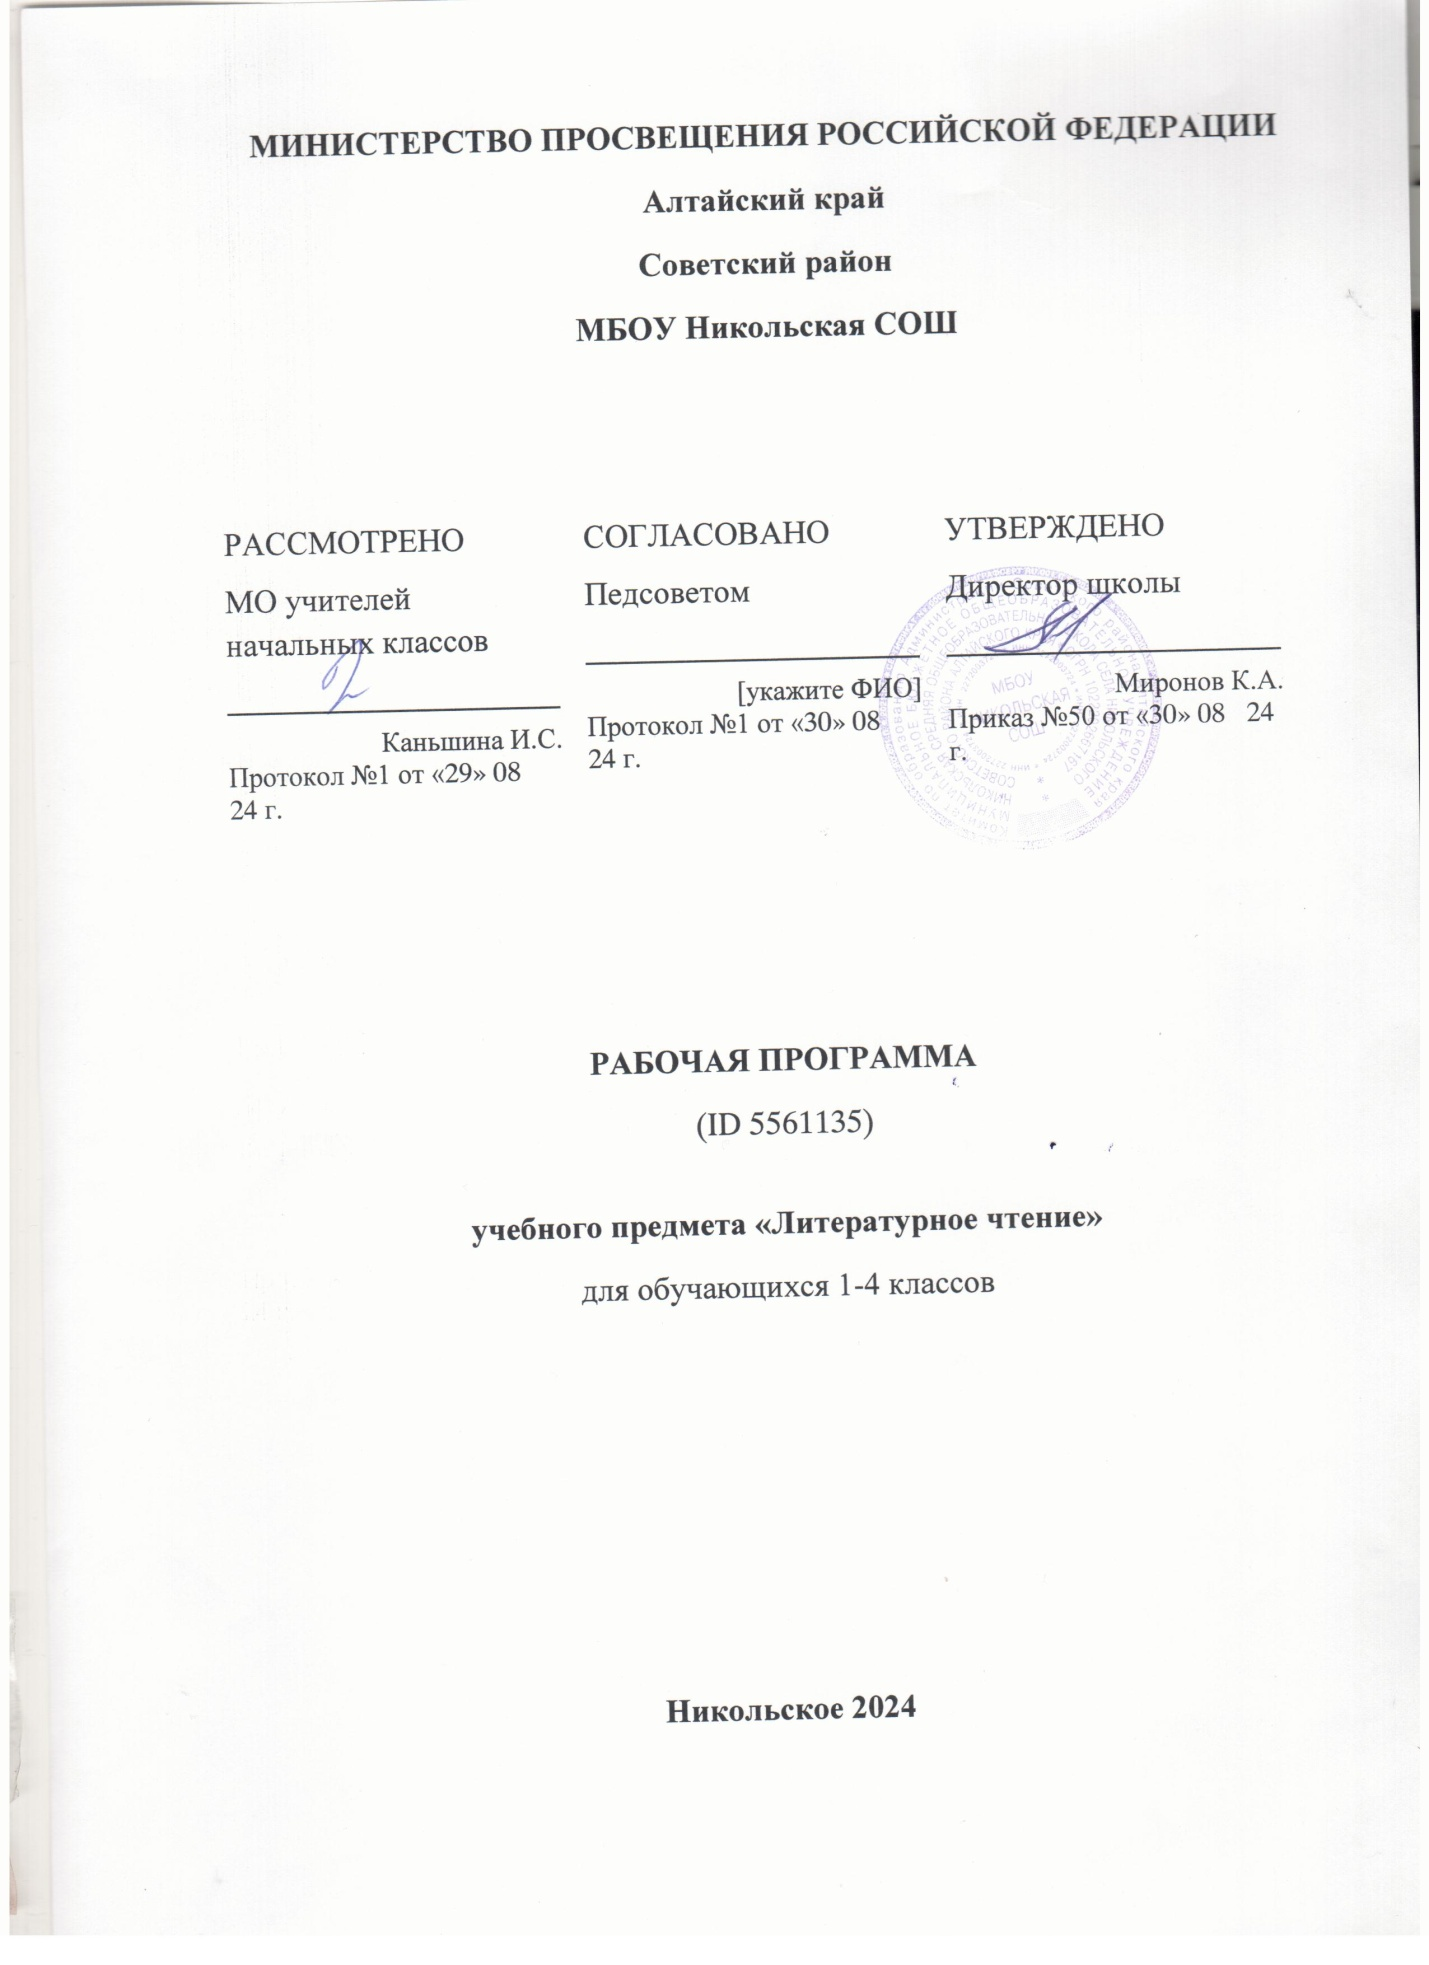 МИНИСТЕРСТВО ПРОСВЕЩЕНИЯ РОССИЙСКОЙ ФЕДЕРАЦИИ
Алтайский край
Советский район
МБОУ Никольская СОШ
РАССМОТРЕНО
МО учителей
начальных классов
Каньшина И.С.
Протокол №1 от «29» 08
24 г.
СОГЛАСОВАНО
Педсоветом
[укажите ФИО]
Протокол №1 от «30» 08
24 г.
УТВЕРЖДЕНО
Директор школы
Миронов К.А.
Приказ №50 от «30» 08 24
г.
МБОУ
НИКОЛЬСКАЯ
СОШ
РАБОЧАЯ ПРОГРАММА
(ID 5561135)
учебного предмета «Литературное чтение»
для обучающихся 1-4 классов
Никольское 2024